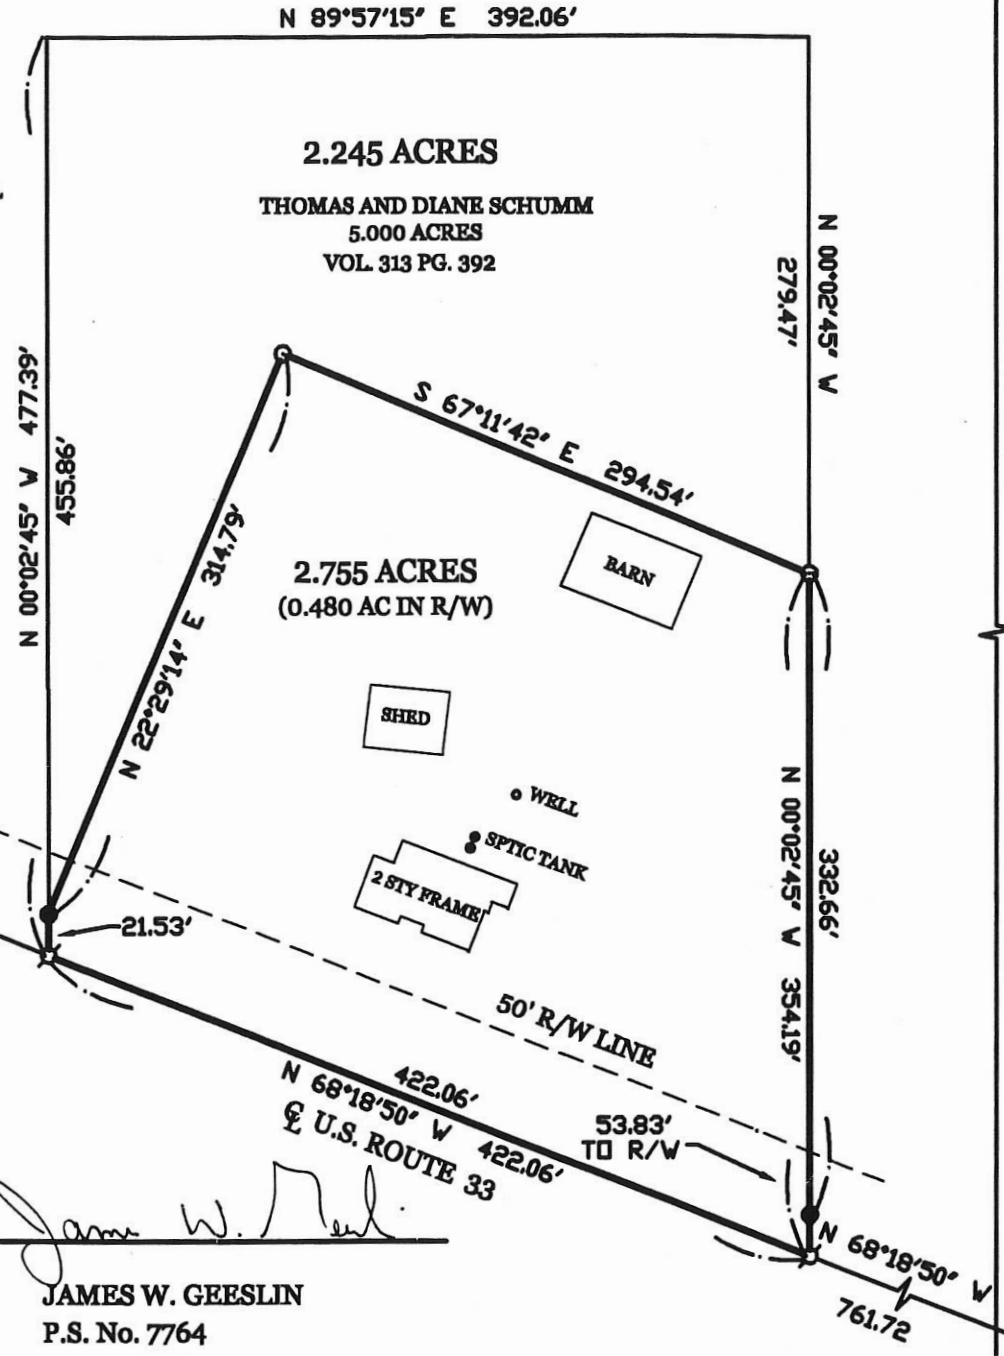 N 89°57'15" E 392.06'
2.245 ACRES
THOMAS AND DIANE SCHUMM
5.000 ACRES
VOL. 313 PG. 392
N 00°02'45" W
279.47'
N 00°02'45" W 477.39'
455.86'
S 67°11'42" E 294.54'
N 22°29'14" E 314.79'
2.755 ACRES
(0.480 AC IN R/W)
BARN
SHED
WELL
SPTIC TANK
2 STY FRAME
N 00°02'45" W 354.19'
332.66'
21.53'
50' R/W LINE
422.06'
N 68°18'50" W 422.06'
℄ U.S. ROUTE 33
53.83'
TO R/W
N 68°18'50" W
761.72
James W. Geeslin
JAMES W. GEESLIN
P.S. No. 7764